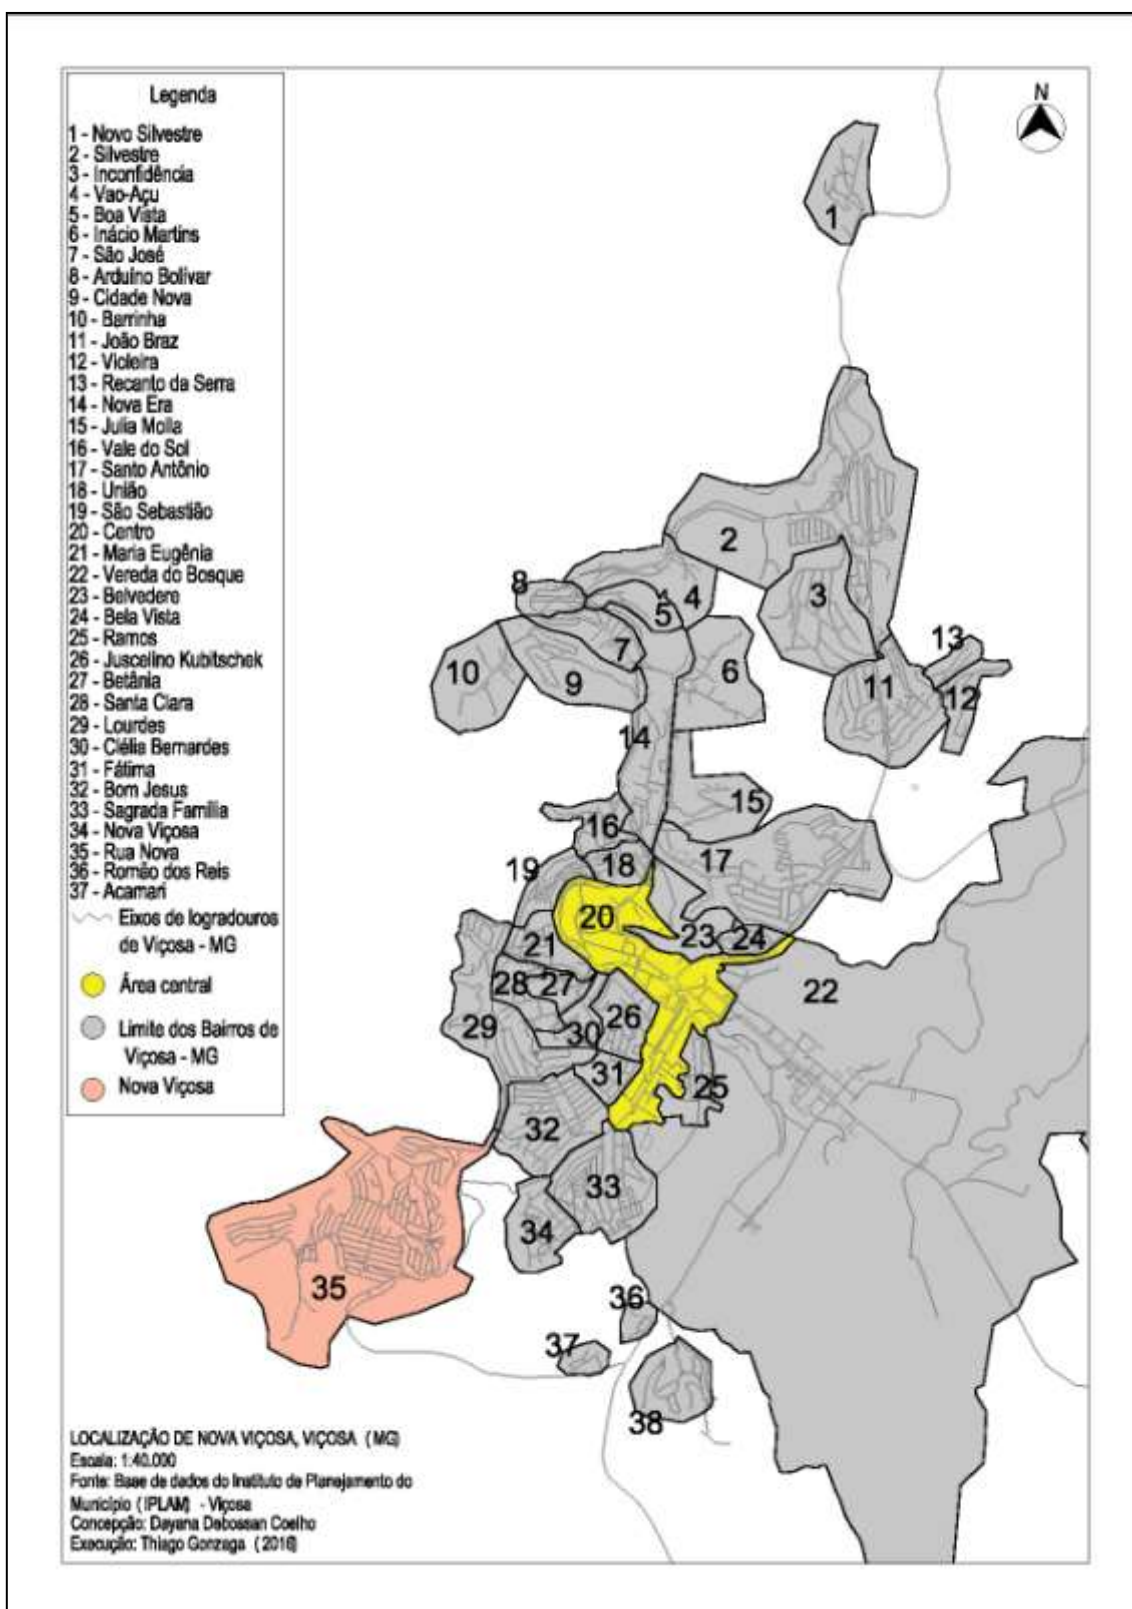 Legenda
1 - Novo Silvestre
2 - Silvestre
3 - Inconfidência
4 - Vao-Açu
5 - Boa Vista
6 - Inácio Martins
7 - São José
8 - Arduíno Bolivar
9 - Cidade Nova
10 - Barrinha
11 - João Braz
12 - Violeira
13 - Recanto da Serra
14 - Nova Era
15 - Julia Molla
16 - Vale do Sol
17 - Santo Antônio
18 - União
19 - São Sebastião
20 - Centro
21 - Maria Eugênia
22 - Vereda do Bosque
23 - Belvedere
24 - Bela Vista
25 - Ramos
26 - Juscelino Kubitschek
27 - Betânia
28 - Santa Clara
29 - Lourdes
30 - Clélia Bernardes
31 - Fátima
32 - Bom Jesus
33 - Sagrada Família
34 - Nova Viçosa
35 - Rua Nova
36 - Romão dos Reis
37 - Acamari
Eixos de logradouros
de Viçosa - MG
Área central
Limite dos Bairros de
Viçosa - MG
Nova Viçosa
N
1
2
3
4
5
6
7
8
9
10
11
12
13
14
15
16
17
18
19
20
21
22
23
24
25
26
27
28
29
30
31
32
33
34
35
36
37
38
LOCALIZAÇÃO DE NOVA VIÇOSA, VIÇOSA (MG)
Escala: 1:40.000
Fonte: Base de dados do Instituto de Planejamento do
Município (IPLAM) - Viçosa
Concepção: Dayana Debossan Coelho
Execução: Thiago Gonzaga (2016)